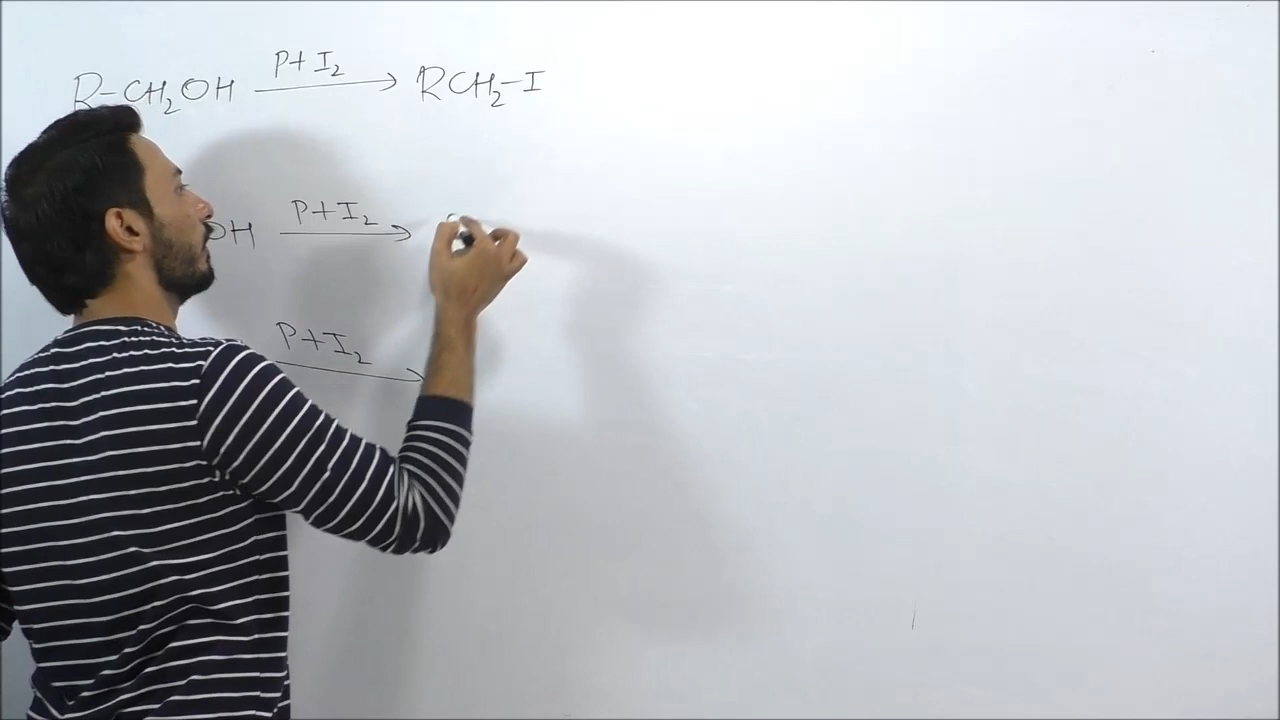 R-CH₂OH P+I₂ → RCH₂-I
OH P+I₂ →
P+I₂ →